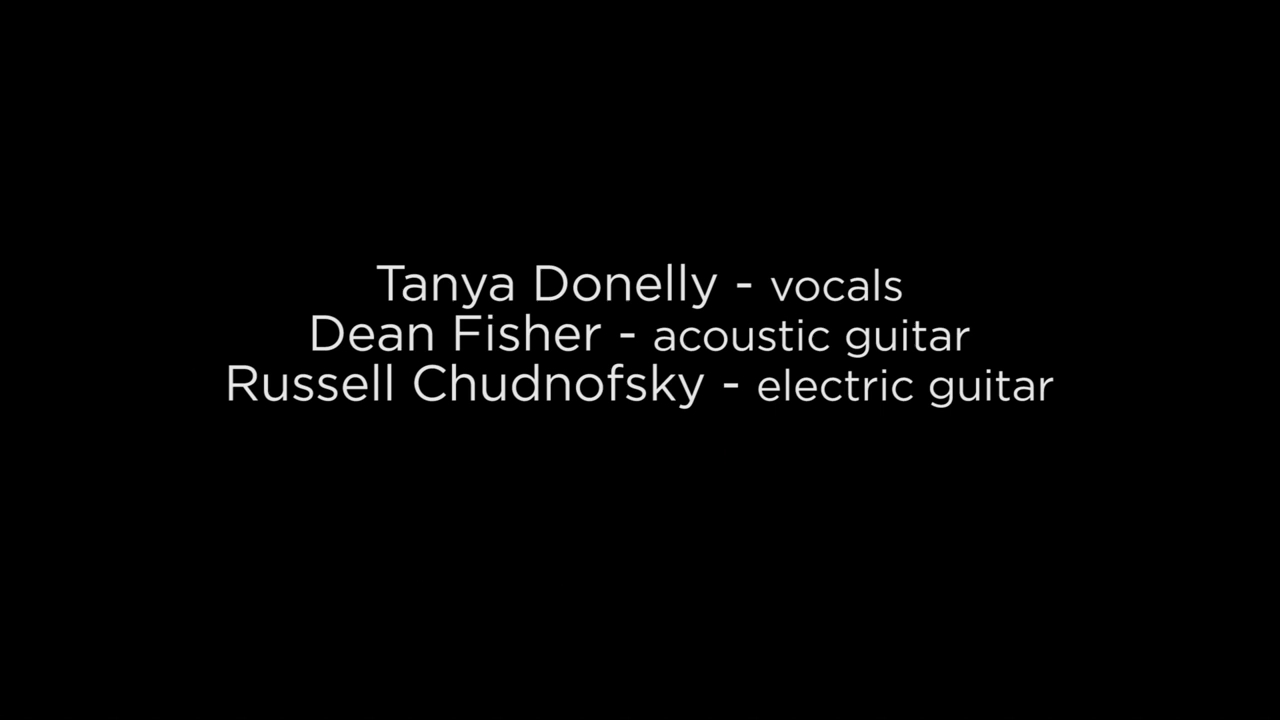 Tanya Donelly - vocals
Dean Fisher - acoustic guitar
Russell Chudnofsky - electric guitar